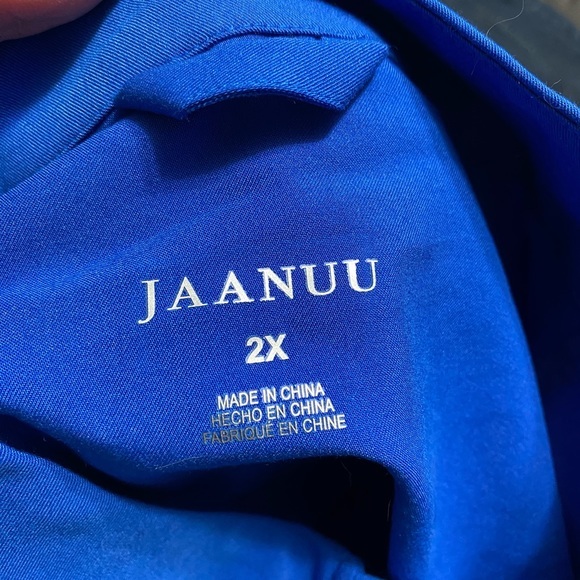 JAANUU
2X
MADE IN CHINA
HECHO EN CHINA
FABRIQUÉ EN CHINE